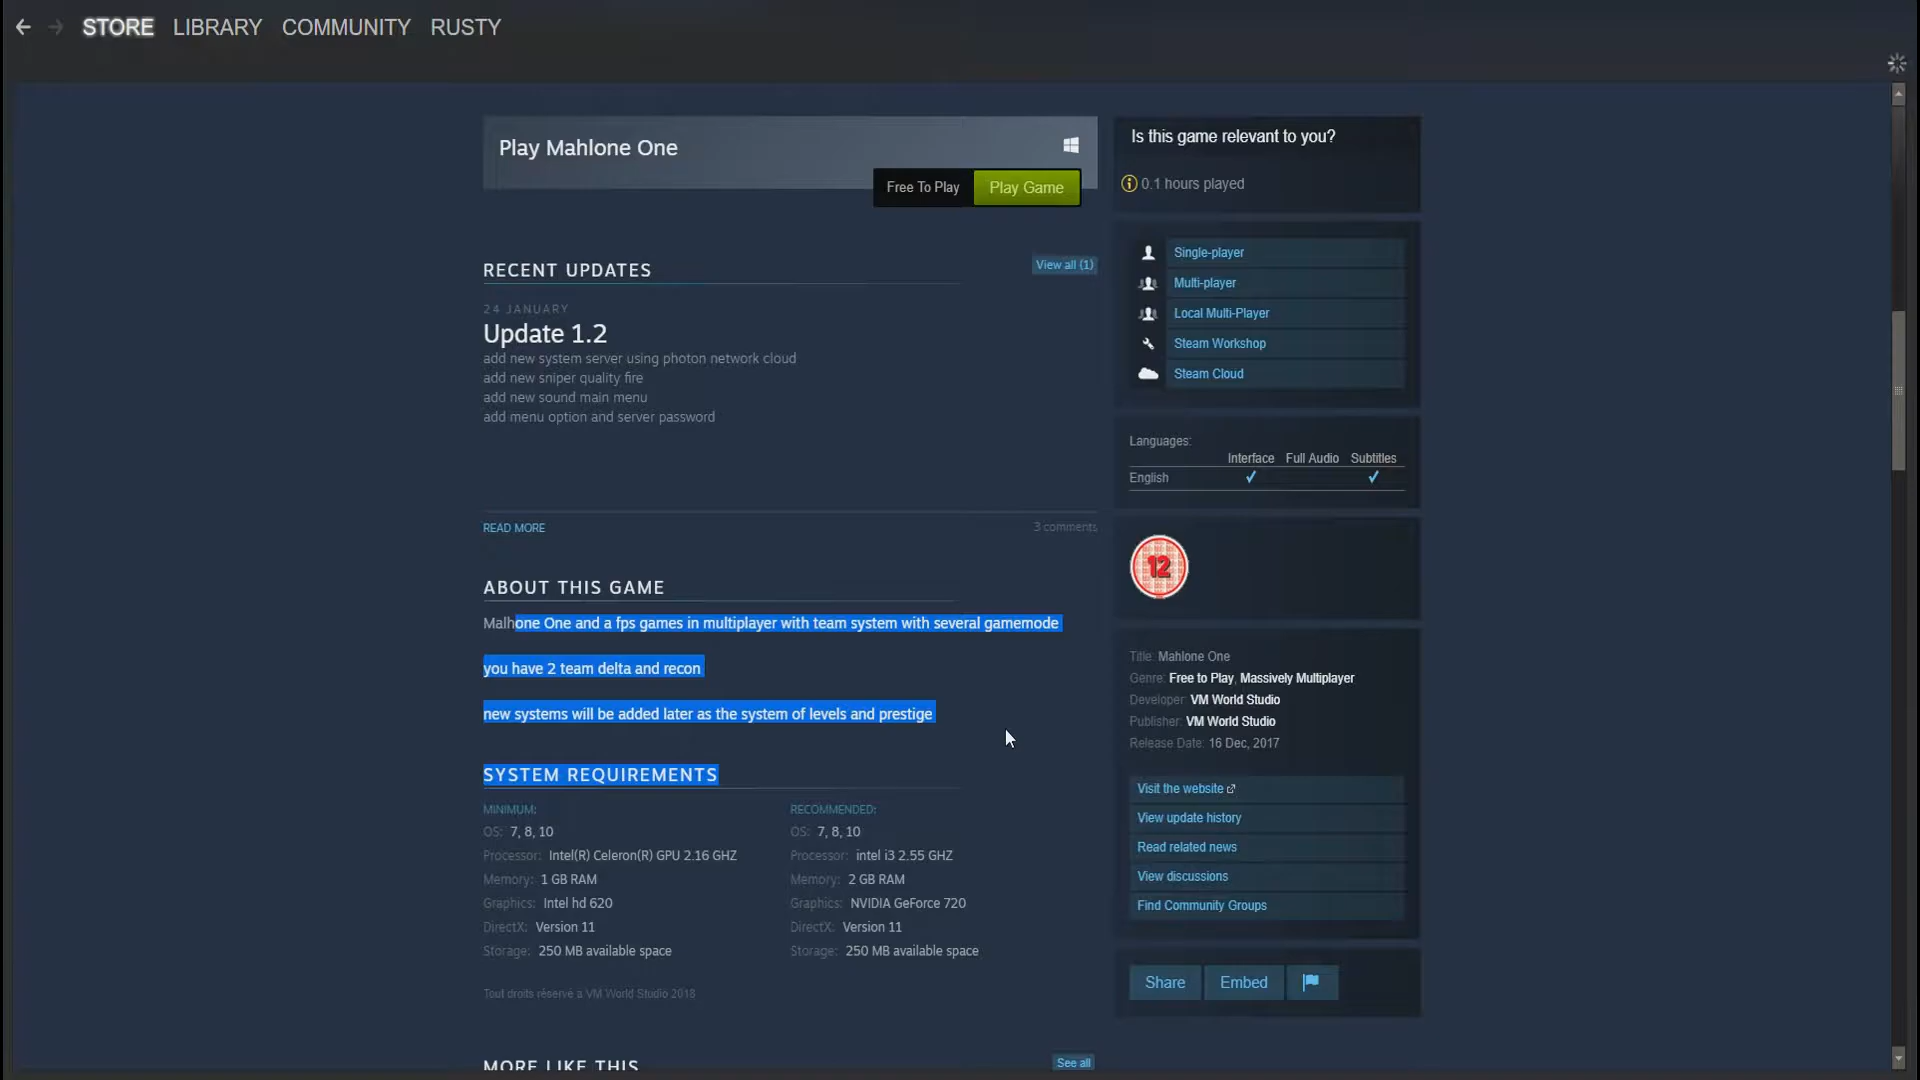 STORE LIBRARY COMMUNITY RUSTY
Play Mahlone One
Free To Play Play Game
RECENT UPDATES View all (1)
24 JANUARY
Update 1.2
add new system server using photon network cloud
add new sniper quality fire
add new sound main menu
add menu option and server password
READ MORE 3 comments
ABOUT THIS GAME
Malhone One and a fps games in multiplayer with team system with several gamemode
you have 2 team delta and recon
new systems will be added later as the system of levels and prestige
SYSTEM REQUIREMENTS
MINIMUM:
OS: 7, 8, 10
Processor: Intel(R) Celeron(R) GPU 2.16 GHZ
Memory: 1 GB RAM
Graphics: Intel hd 620
DirectX: Version 11
Storage: 250 MB available space
RECOMMENDED:
OS: 7, 8, 10
Processor: intel i3 2.55 GHZ
Memory: 2 GB RAM
Graphics: NVIDIA GeForce 720
DirectX: Version 11
Storage: 250 MB available space
Tout droits réservé a VM World Studio 2018
MORE LIKE THIS See all
Is this game relevant to you?
0.1 hours played
Single-player
Multi-player
Local Multi-Player
Steam Workshop
Steam Cloud
Languages:
Interface Full Audio Subtitles
English ✓ ✓
12
Title: Mahlone One
Genre: Free to Play, Massively Multiplayer
Developer: VM World Studio
Publisher: VM World Studio
Release Date: 16 Dec, 2017
Visit the website
View update history
Read related news
View discussions
Find Community Groups
Share Embed